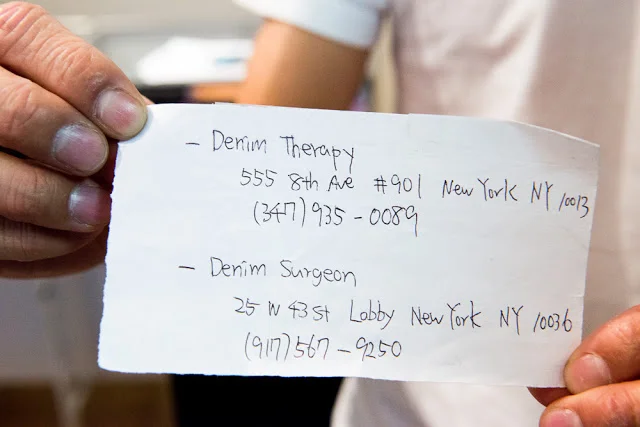 - Denim Therapy
555 8th Ave #901 New York NY 10013
(347) 935-0089
- Denim Surgeon
25 W 43 st Lobby New York NY 10036
(917) 567-9250